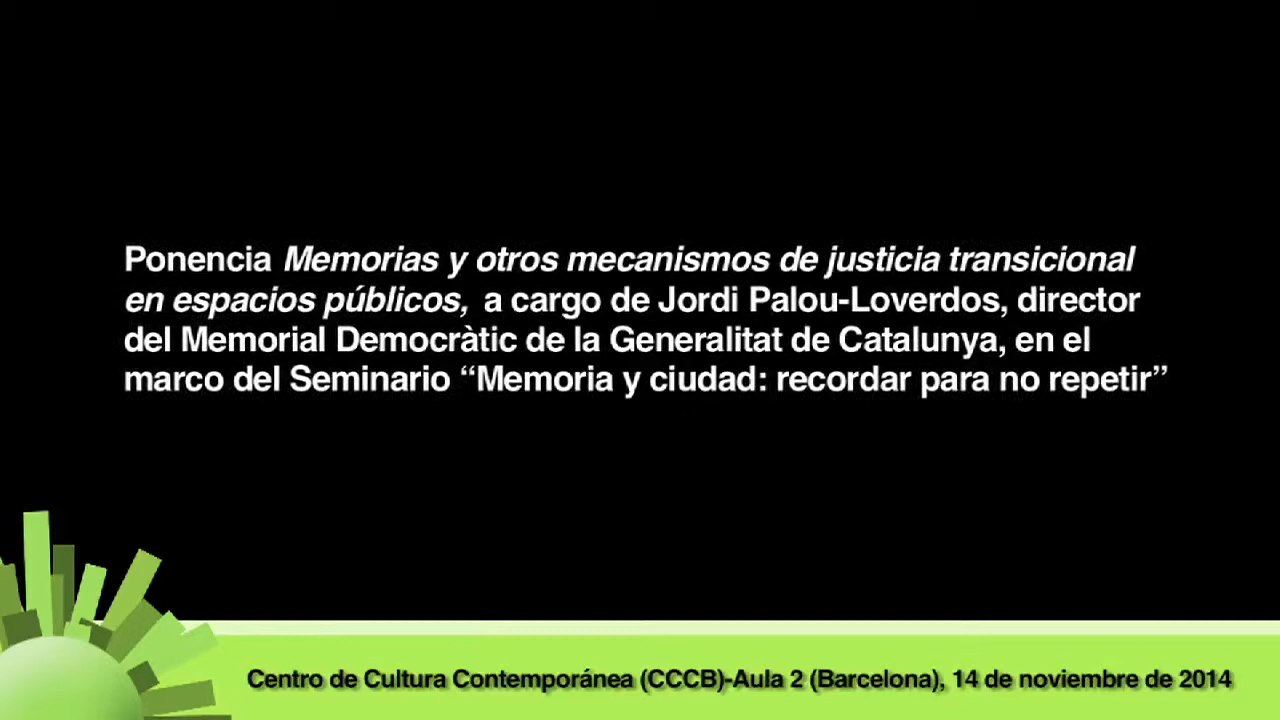 Ponencia Memorias y otros mecanismos de justicia transicional
en espacios públicos, a cargo de Jordi Palou-Loverdos, director
del Memorial Democràtic de la Generalitat de Catalunya, en el
marco del Seminario “Memoria y ciudad: recordar para no repetir”
Centro de Cultura Contemporánea (CCCB)-Aula 2 (Barcelona), 14 de noviembre de 2014